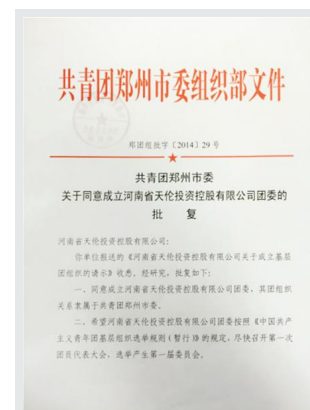 共青团郑州市委组织部文件
郑团组批字〔2014〕29号
共青团郑州市委
关于同意成立河南省天伦投资控股有限公司团委的
批 复
河南省天伦投资控股有限公司:
你单位报送的《河南省天伦投资控股有限公司关于成立基层
团组织的请示》收悉。经研究,批复如下:
一、同意成立河南省天伦投资控股有限公司团委,其团组织
关系隶属于共青团郑州市委。
二、希望河南省天伦投资控股有限公司团委按照《中国共产
主义青年团基层组织选举规则(暂行)》的规定,尽快召开第一次
团员代表大会,选举产生第一届委员会。